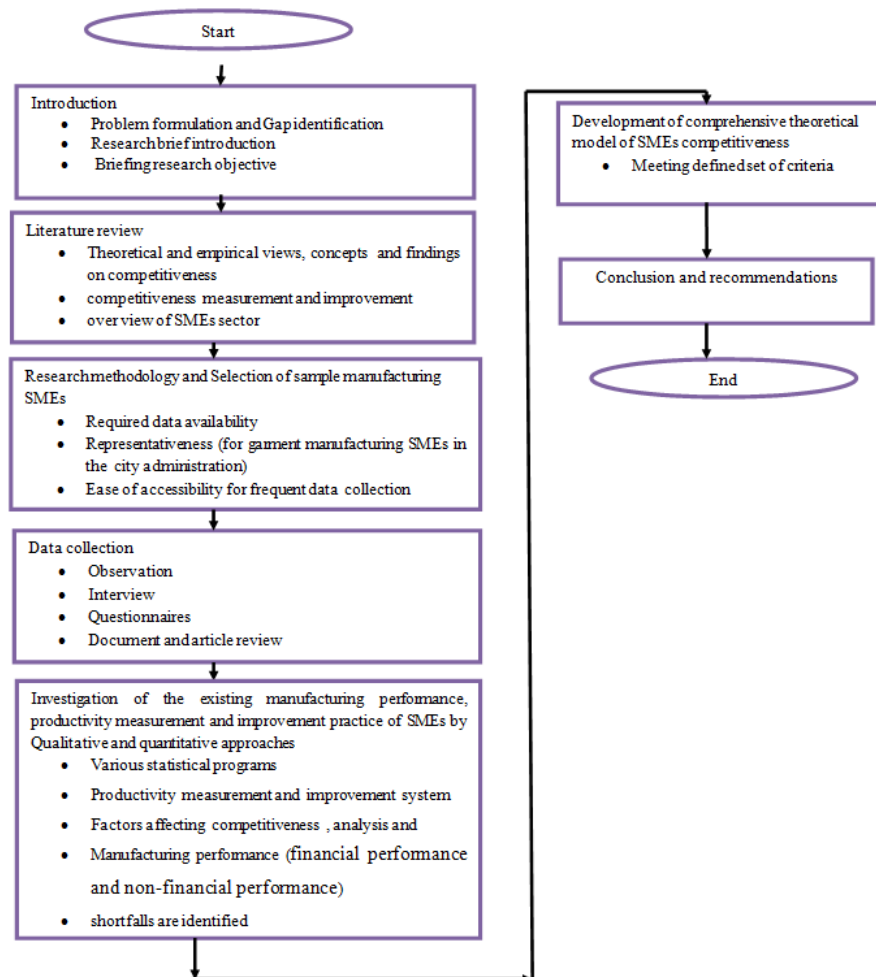 Start
Introduction
• Problem formulation and Gap identification
• Research brief introduction
• Briefing research objective
Literature review
• Theoretical and empirical views, concepts and findings
on competitiveness
• competitiveness measurement and improvement
• over view of SMEs sector
Research methodology and Selection of sample manufacturing
SMEs
• Required data availability
• Representativeness (for garment manufacturing SMEs in
the city administration)
• Ease of accessibility for frequent data collection
Data collection
• Observation
• Interview
• Questionnaires
• Document and article review
Investigation of the existing manufacturing performance,
productivity measurement and improvement practice of SMEs by
Qualitative and quantitative approaches
• Various statistical programs
• Productivity measurement and improvement system
• Factors affecting competitiveness , analysis and
• Manufacturing performance (financial performance
and non-financial performance)
• shortfalls are identified
Development of comprehensive theoretical
model of SMEs competitiveness
• Meeting defined set of criteria
Conclusion and recommendations
End